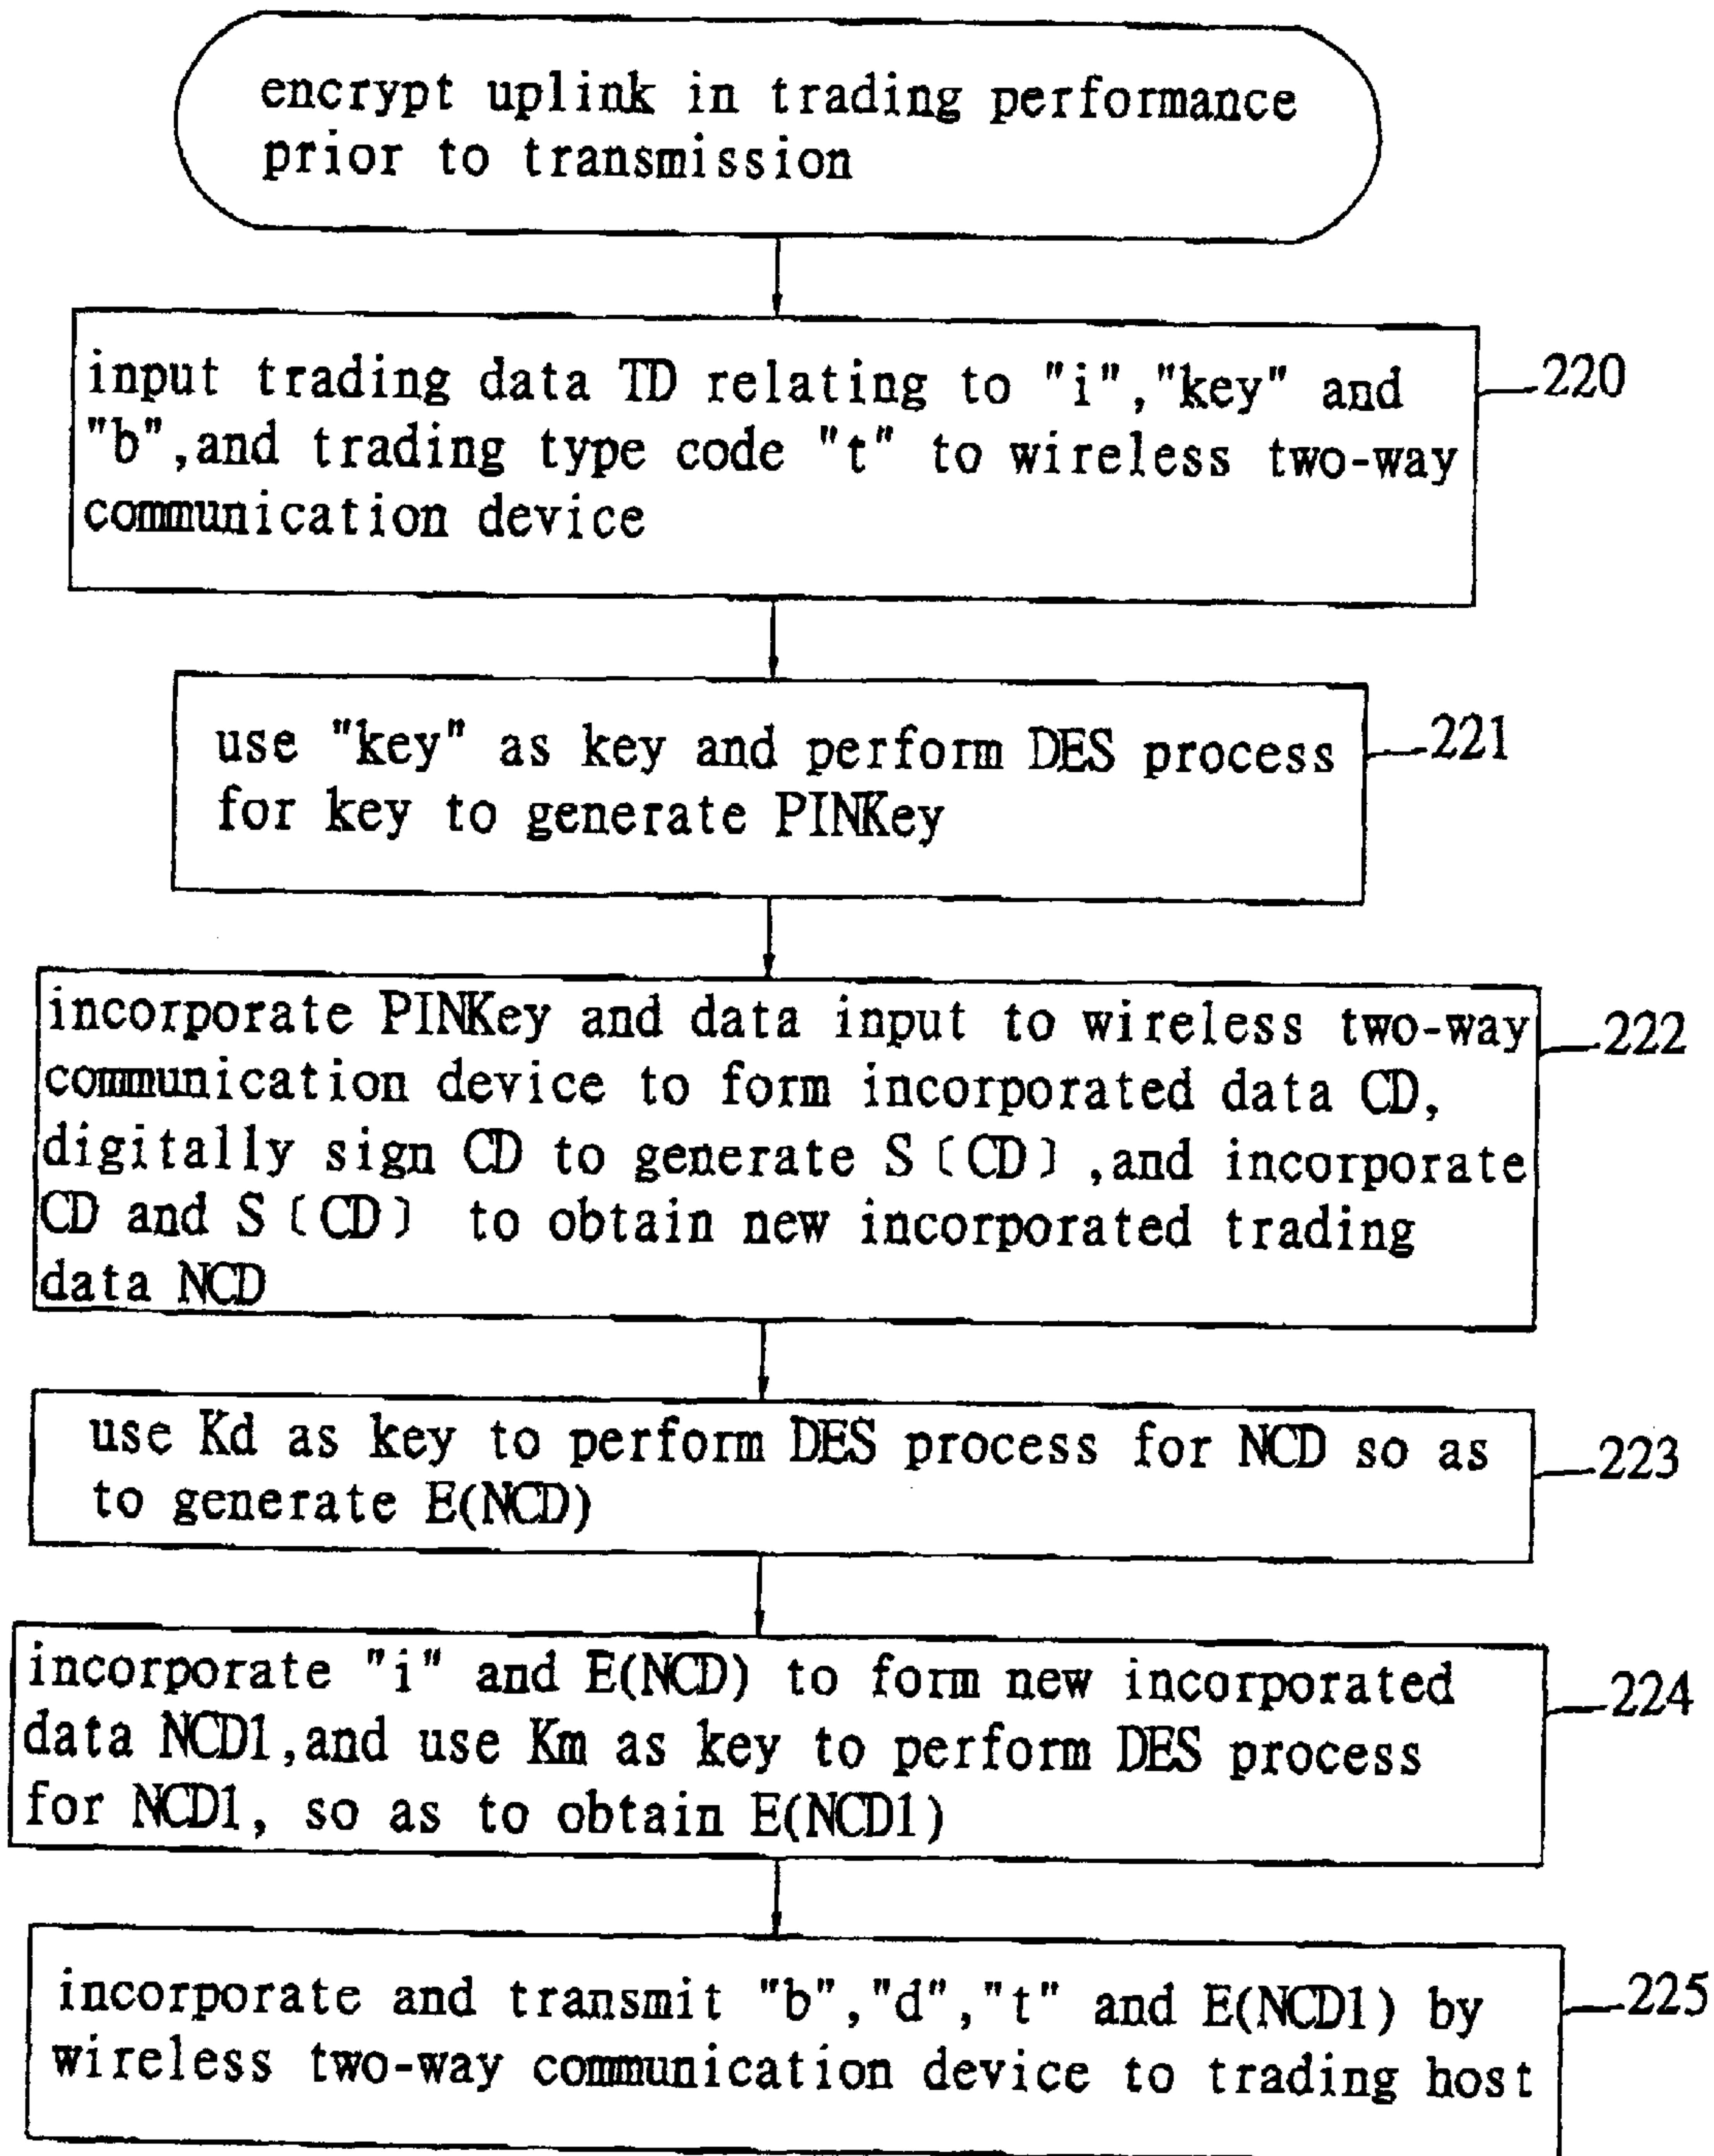 encrypt uplink in trading performance
prior to transmission
input trading data TD relating to "i","key" and
"b",and trading type code "t" to wireless two-way
communication device
220
use "key" as key and perform DES process
for key to generate PINKey
221
incorporate PINKey and data input to wireless two-way
communication device to form incorporated data CD,
digitally sign CD to generate S〔CD〕,and incorporate
CD and S〔CD〕 to obtain new incorporated trading
data NCD
222
use Kd as key to perform DES process for NCD so as
to generate E(NCD)
223
incorporate "i" and E(NCD) to form new incorporated
data NCD1,and use Km as key to perform DES process
for NCD1, so as to obtain E(NCD1)
224
incorporate and transmit "b","d","t" and E(NCD1) by
wireless two-way communication device to trading host
225